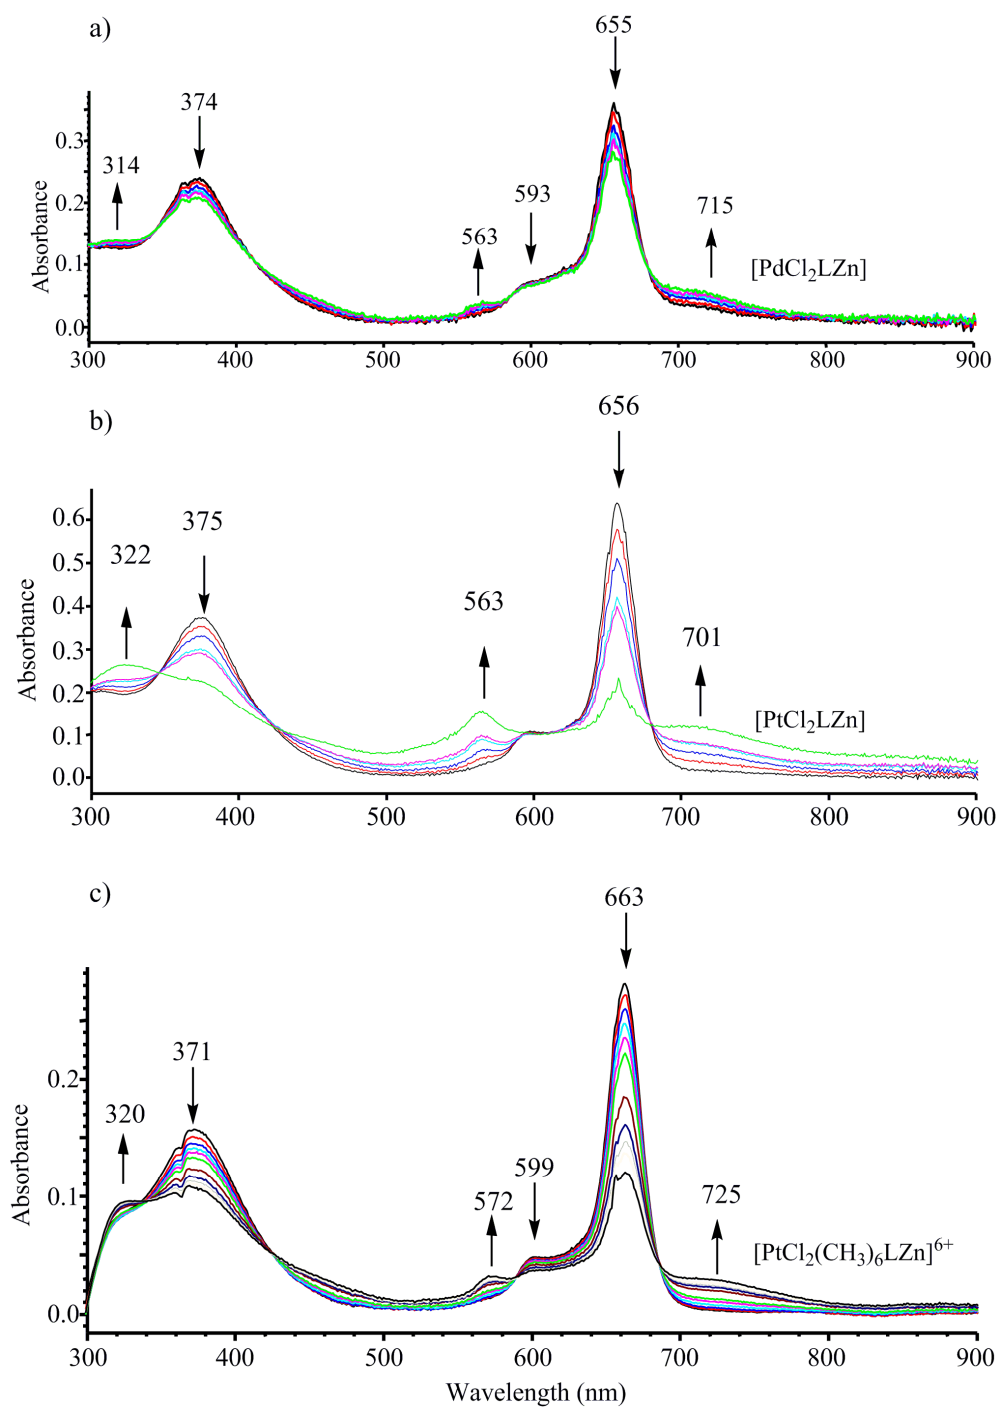 a)
655
374
314
593
563
715
[PdCl₂LZn]
Absorbance
0.3
0.2
0.1
0.0
300 400 500 600 700 800 900
b)
656
375
322
563
701
[PtCl₂LZn]
Absorbance
0.6
0.5
0.4
0.3
0.2
0.1
0.0
300 400 500 600 700 800 900
c)
663
371
320
599
572
725
[PtCl₂(CH₃)₆LZn]⁶⁺
Absorbance
0.2
0.1
0.0
300 400 500 600 700 800 900
Wavelength (nm)